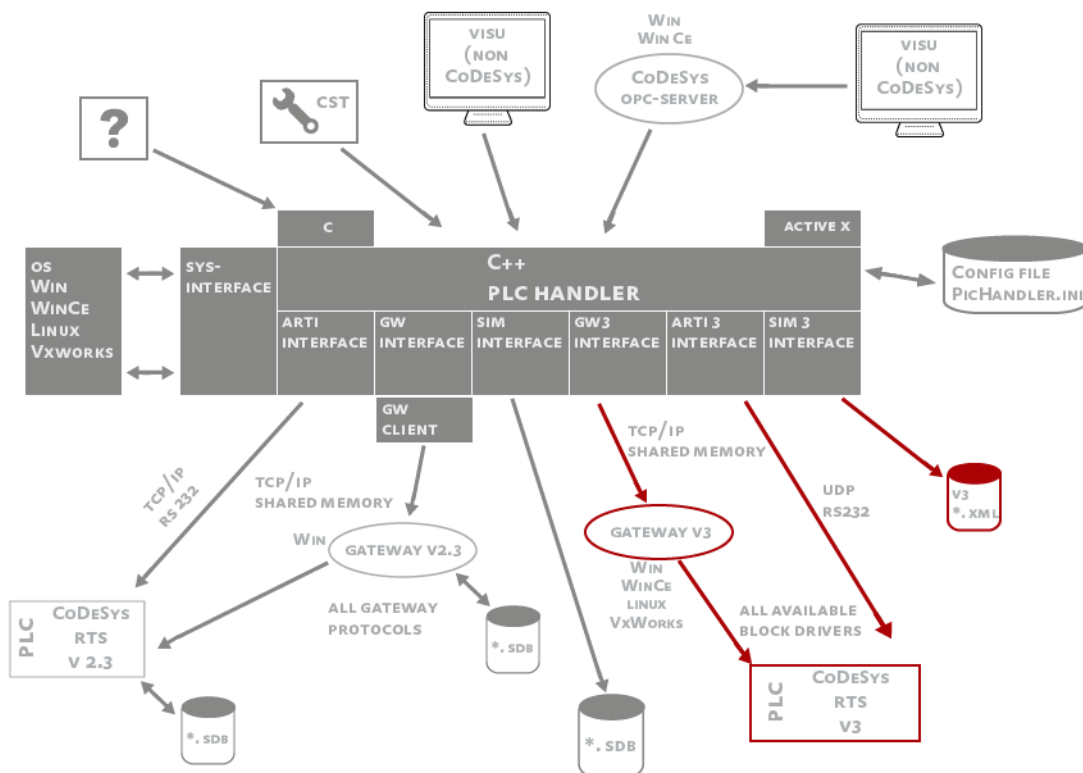 VISU
(NON
CoDeSys)
WIN
WIN CE
CoDeSys
OPC-SERVER
VISU
(NON
CoDeSys)
?
CST
C
ACTIVE X
OS
WIN
WINCE
LINUX
VXWORKS
SYS-
INTERFACE
C++
PLC HANDLER
CONFIG FILE
PlcHandler.ini
ARTI
INTERFACE
GW
INTERFACE
SIM
INTERFACE
GW3
INTERFACE
ARTI 3
INTERFACE
SIM 3
INTERFACE
GW
CLIENT
TCP/IP
RS 232
TCP/IP
SHARED MEMORY
TCP/IP
SHARED MEMORY
UDP
RS232
V3
*.XML
WIN
GATEWAY V2.3
GATEWAY V3
WIN
WINCE
LINUX
VXWORKS
ALL GATEWAY
PROTOCOLS
ALL AVAILABLE
BLOCK DRIVERS
PLC
CoDeSys
RTS
V 2.3
*.SDB
*.SDB
*.SDB
PLC
CoDeSys
RTS
V3